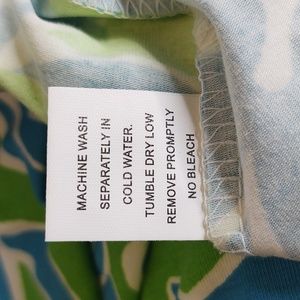 MACHINE WASH
SEPARATELY IN
COLD WATER.
TUMBLE DRY LOW
REMOVE PROMPTLY
NO BLEACH